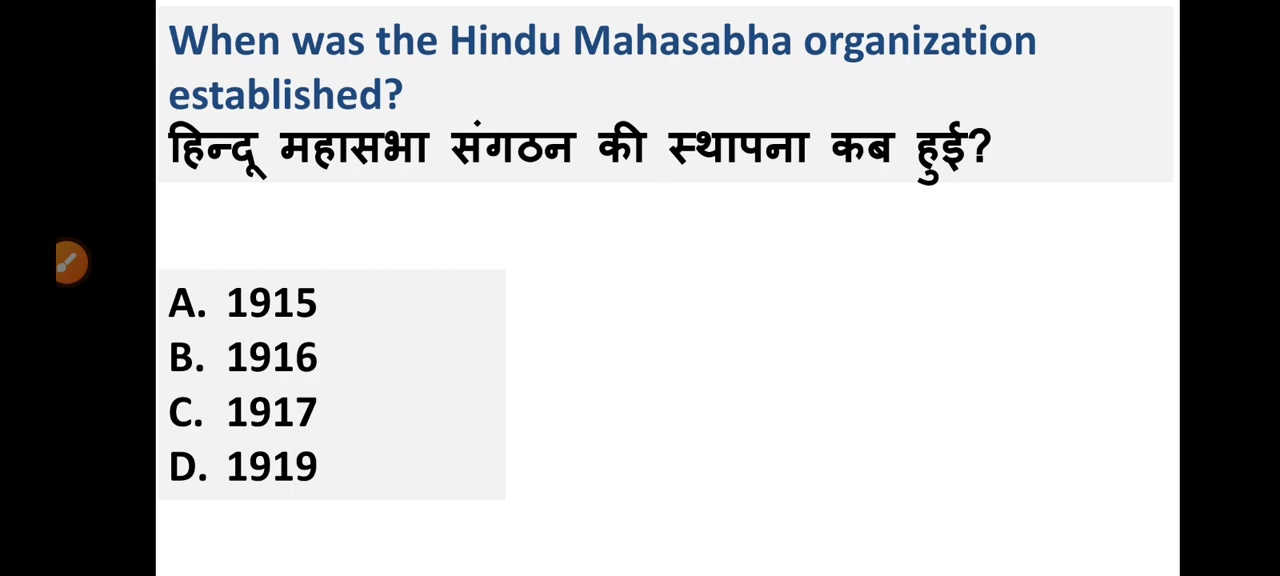 When was the Hindu Mahasabha organization
established?
हिन्दू महासभा संगठन की स्थापना कब हुई?
A. 1915
B. 1916
C. 1917
D. 1919